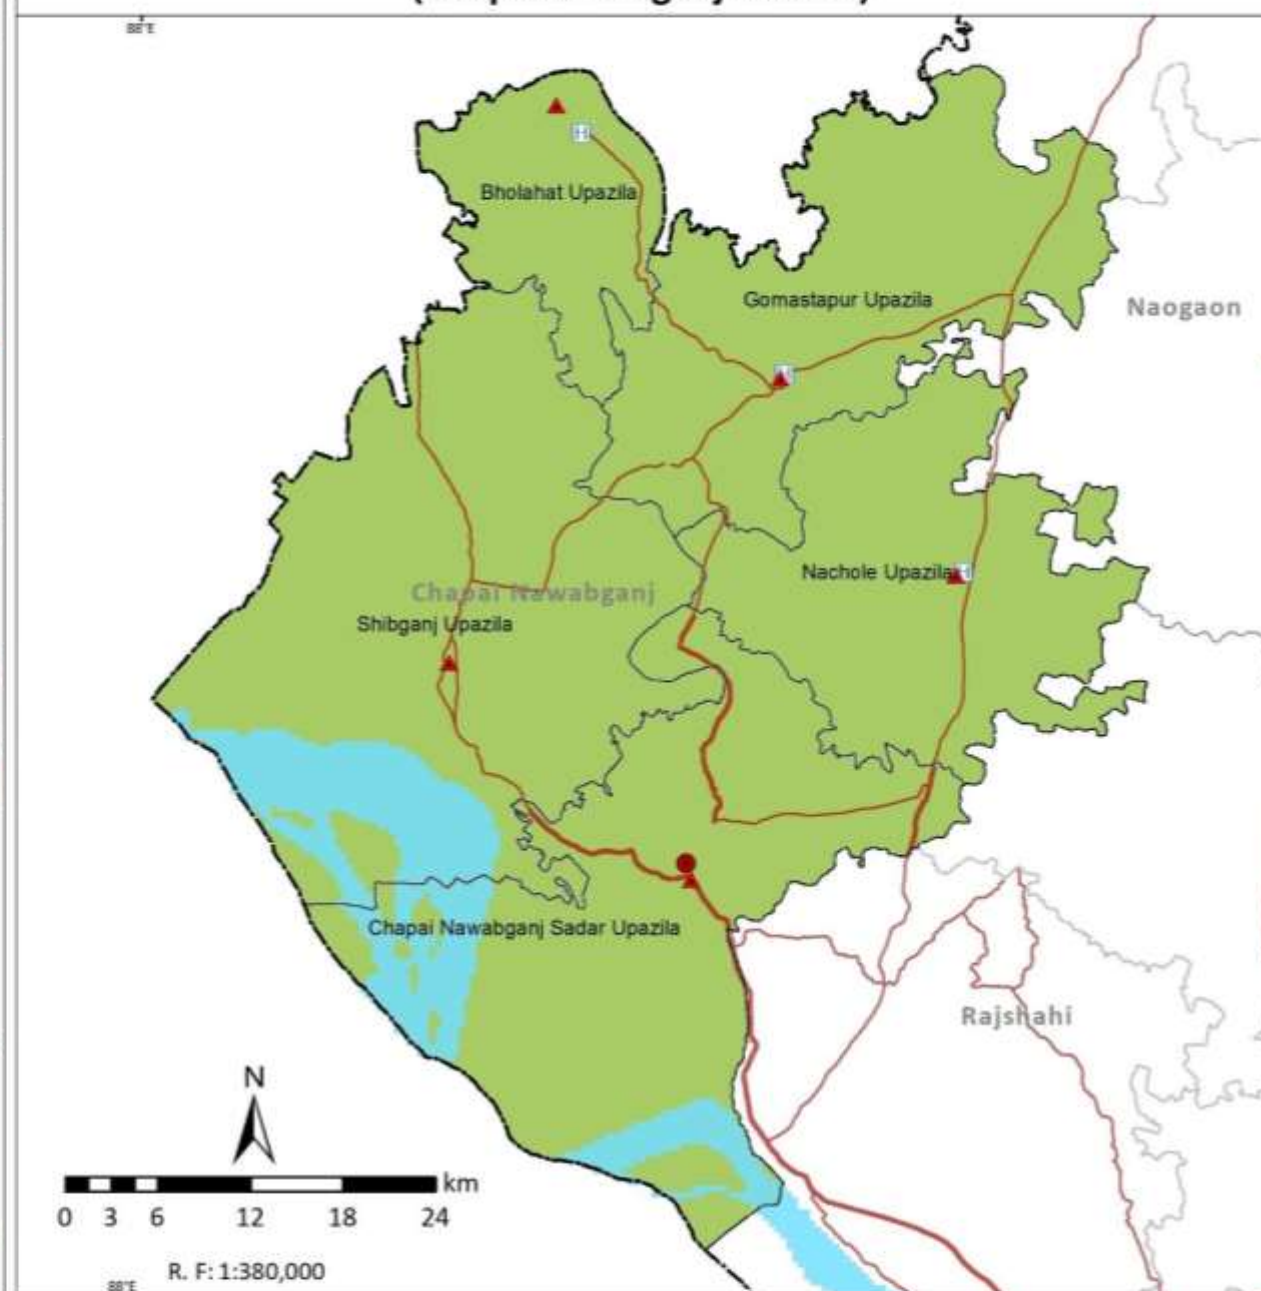 88°E
Bholahat Upazila
H
Gomastapur Upazila
Naogaon
H
Nachole Upazila
H
Chapai Nawabganj
Shibganj Upazila
Chapai Nawabganj Sadar Upazila
Rajshahi
N
km
0 3 6 12 18 24
R. F: 1:380,000
88°E